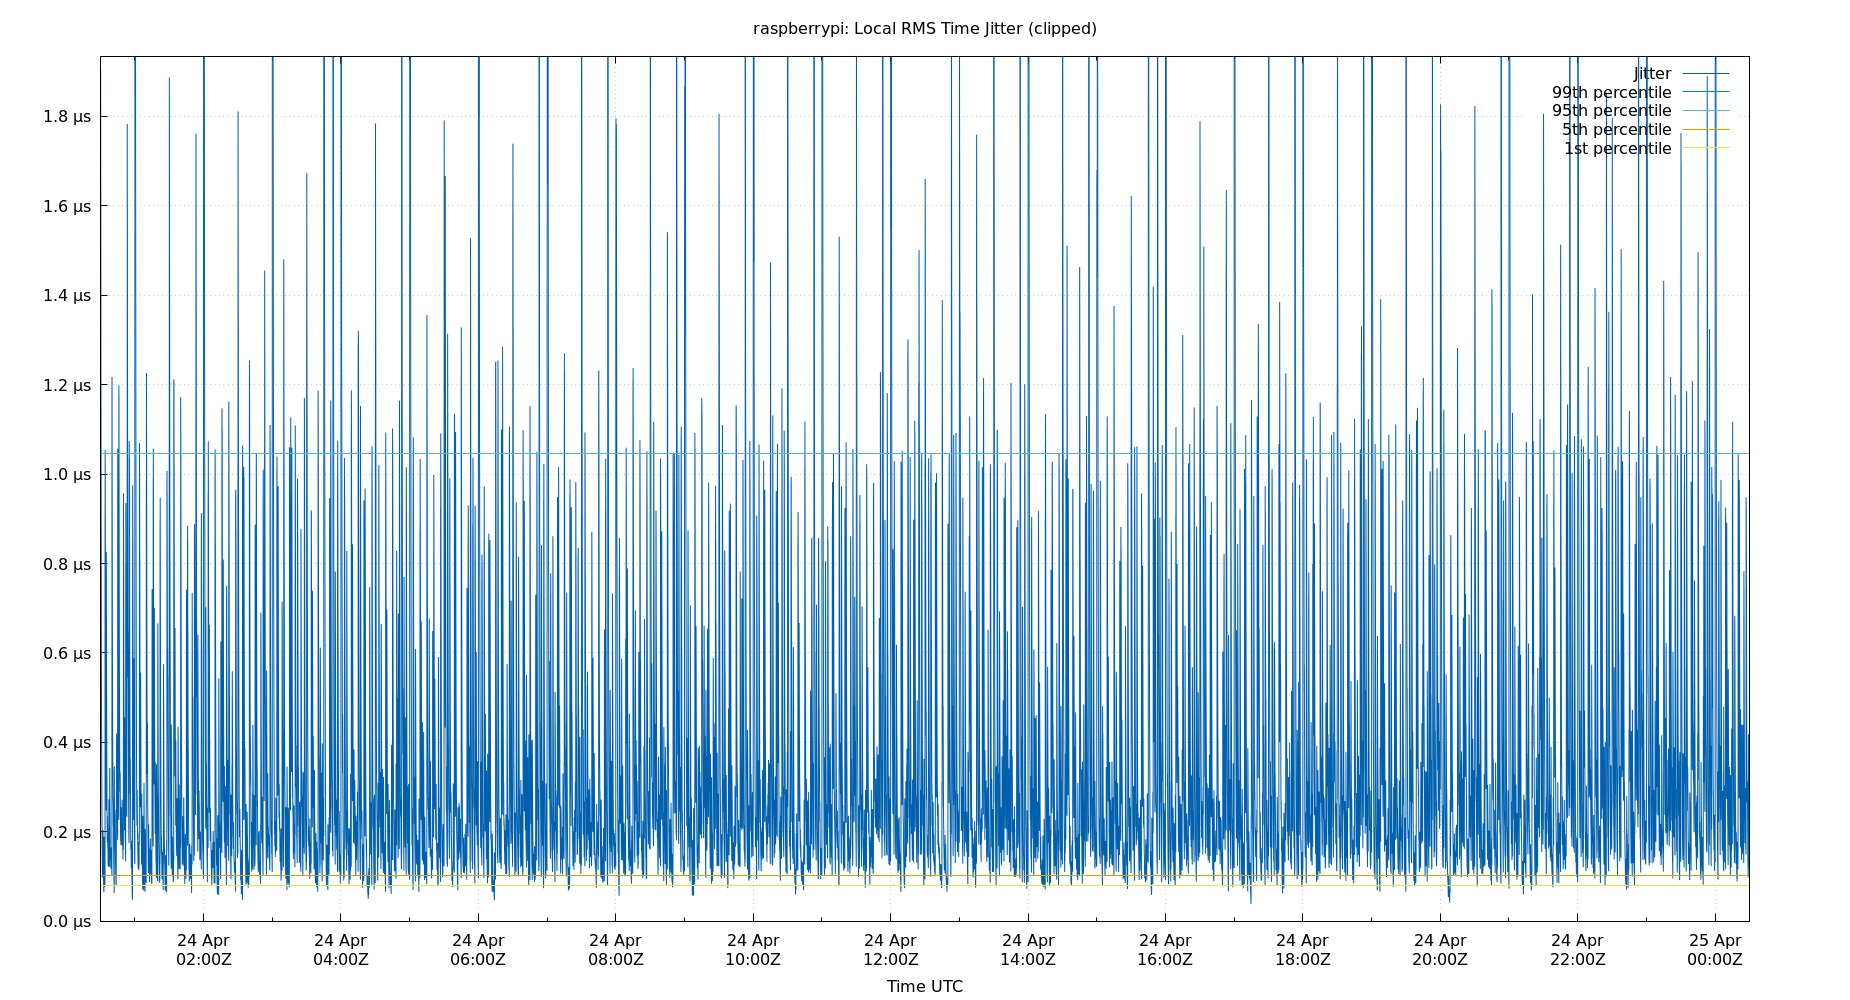 raspberrypi: Local RMS Time Jitter (clipped)
Jitter
99th percentile
95th percentile
5th percentile
1st percentile
1.8 µs
1.6 µs
1.4 µs
1.2 µs
1.0 µs
0.8 µs
0.6 µs
0.4 µs
0.2 µs
0.0 µs
24 Apr 24 Apr 24 Apr 24 Apr 24 Apr 24 Apr 24 Apr 24 Apr 24 Apr 24 Apr 24 Apr 25 Apr
02:00Z 04:00Z 06:00Z 08:00Z 10:00Z 12:00Z 14:00Z 16:00Z 18:00Z 20:00Z 22:00Z 00:00Z
Time UTC